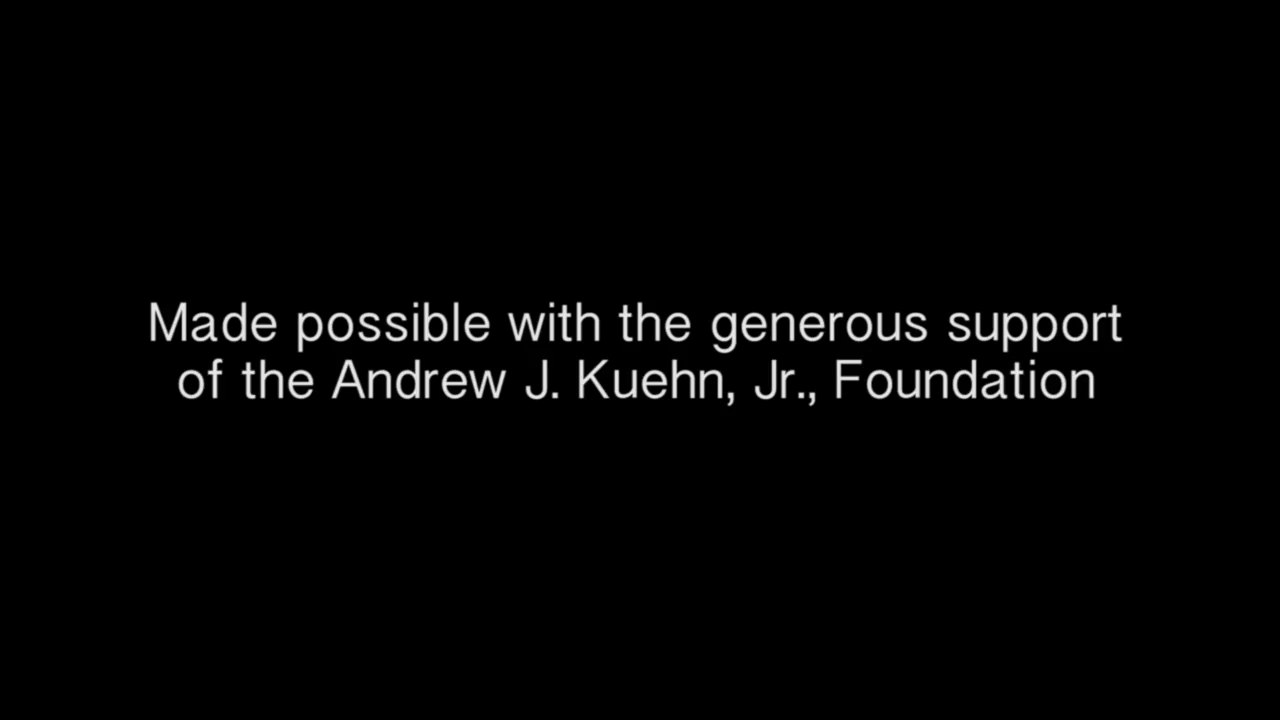 Made possible with the generous support
of the Andrew J. Kuehn, Jr., Foundation